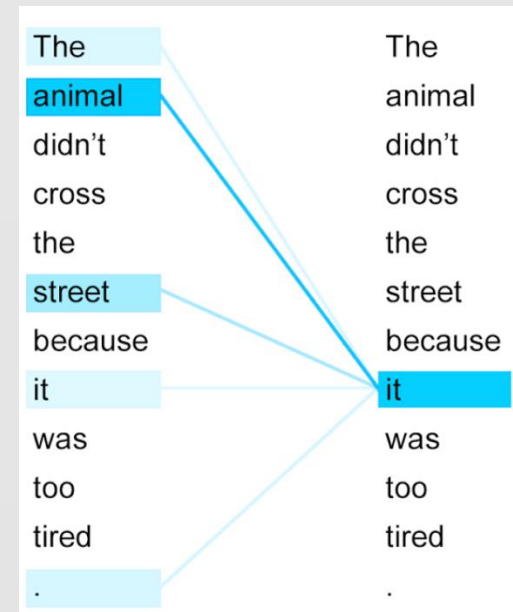 The The
animal animal
didn't didn't
cross cross
the the
street street
because because
it it
was was
too too
tired tired
. .